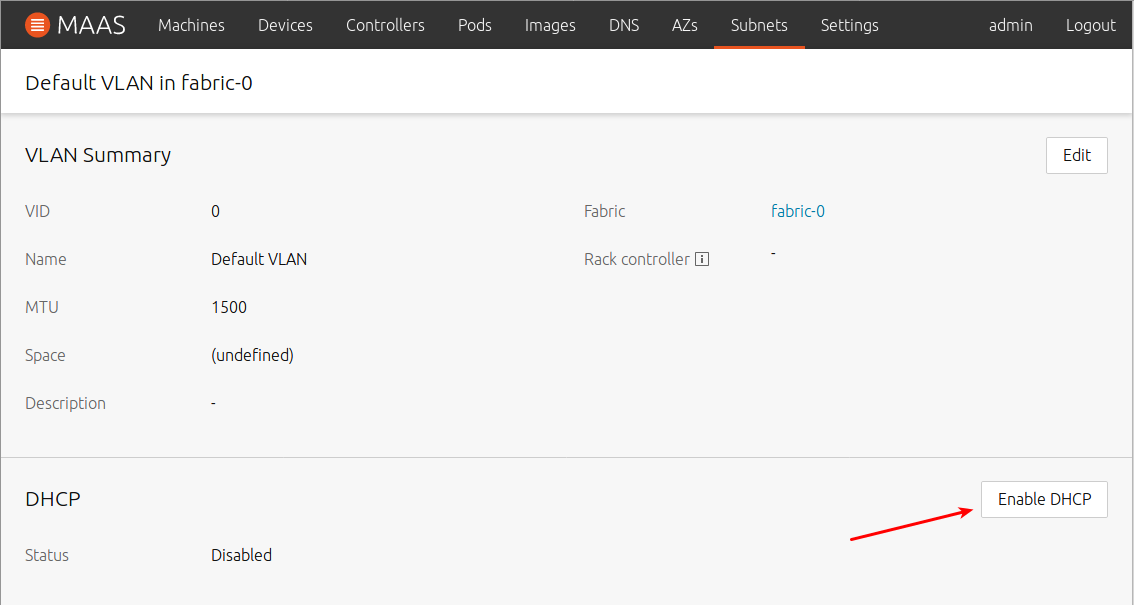 MAAS Machines Devices Controllers Pods Images DNS AZs Subnets Settings admin Logout
Default VLAN in fabric-0
VLAN Summary Edit
VID 0 Fabric fabric-0
Name Default VLAN Rack controller -
MTU 1500
Space (undefined)
Description -
DHCP Enable DHCP
Status Disabled